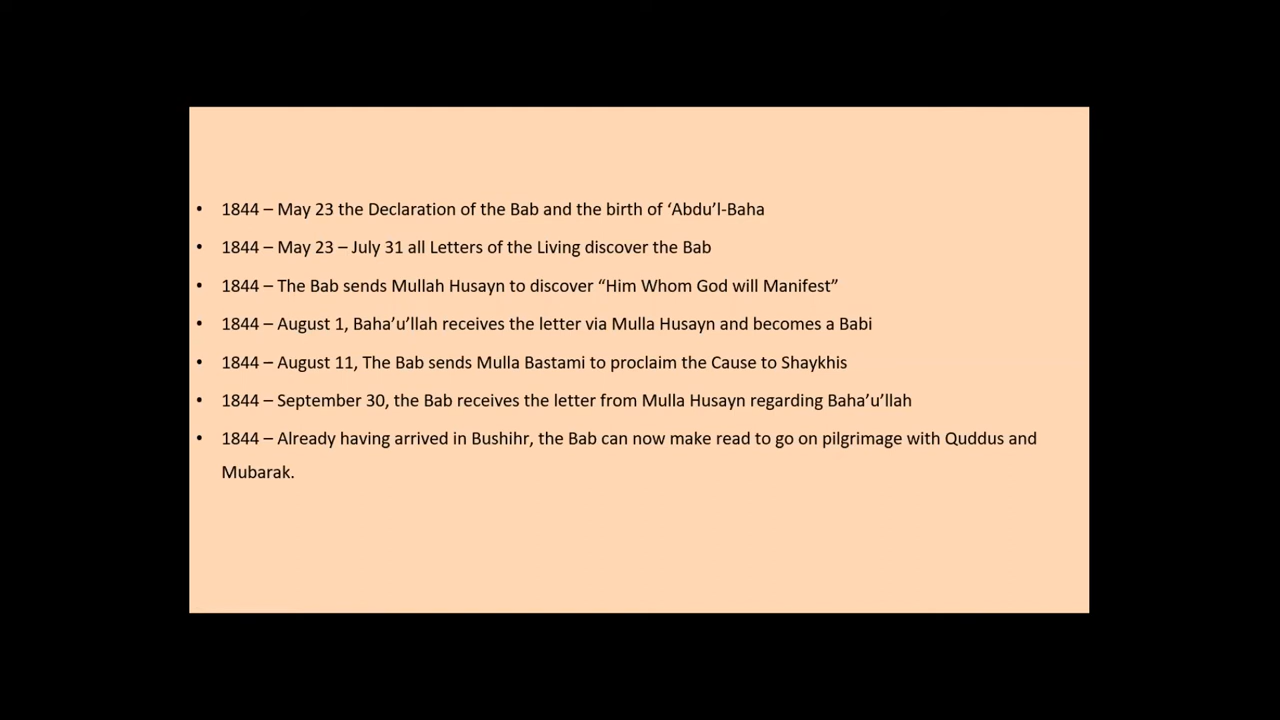 • 1844 – May 23 the Declaration of the Bab and the birth of ‘Abdu’l-Baha
• 1844 – May 23 – July 31 all Letters of the Living discover the Bab
• 1844 – The Bab sends Mullah Husayn to discover “Him Whom God will Manifest”
• 1844 – August 1, Baha’u’llah receives the letter via Mulla Husayn and becomes a Babi
• 1844 – August 11, The Bab sends Mulla Bastami to proclaim the Cause to Shaykhis
• 1844 – September 30, the Bab receives the letter from Mulla Husayn regarding Baha’u’llah
• 1844 – Already having arrived in Bushihr, the Bab can now make read to go on pilgrimage with Quddus and
Mubarak.